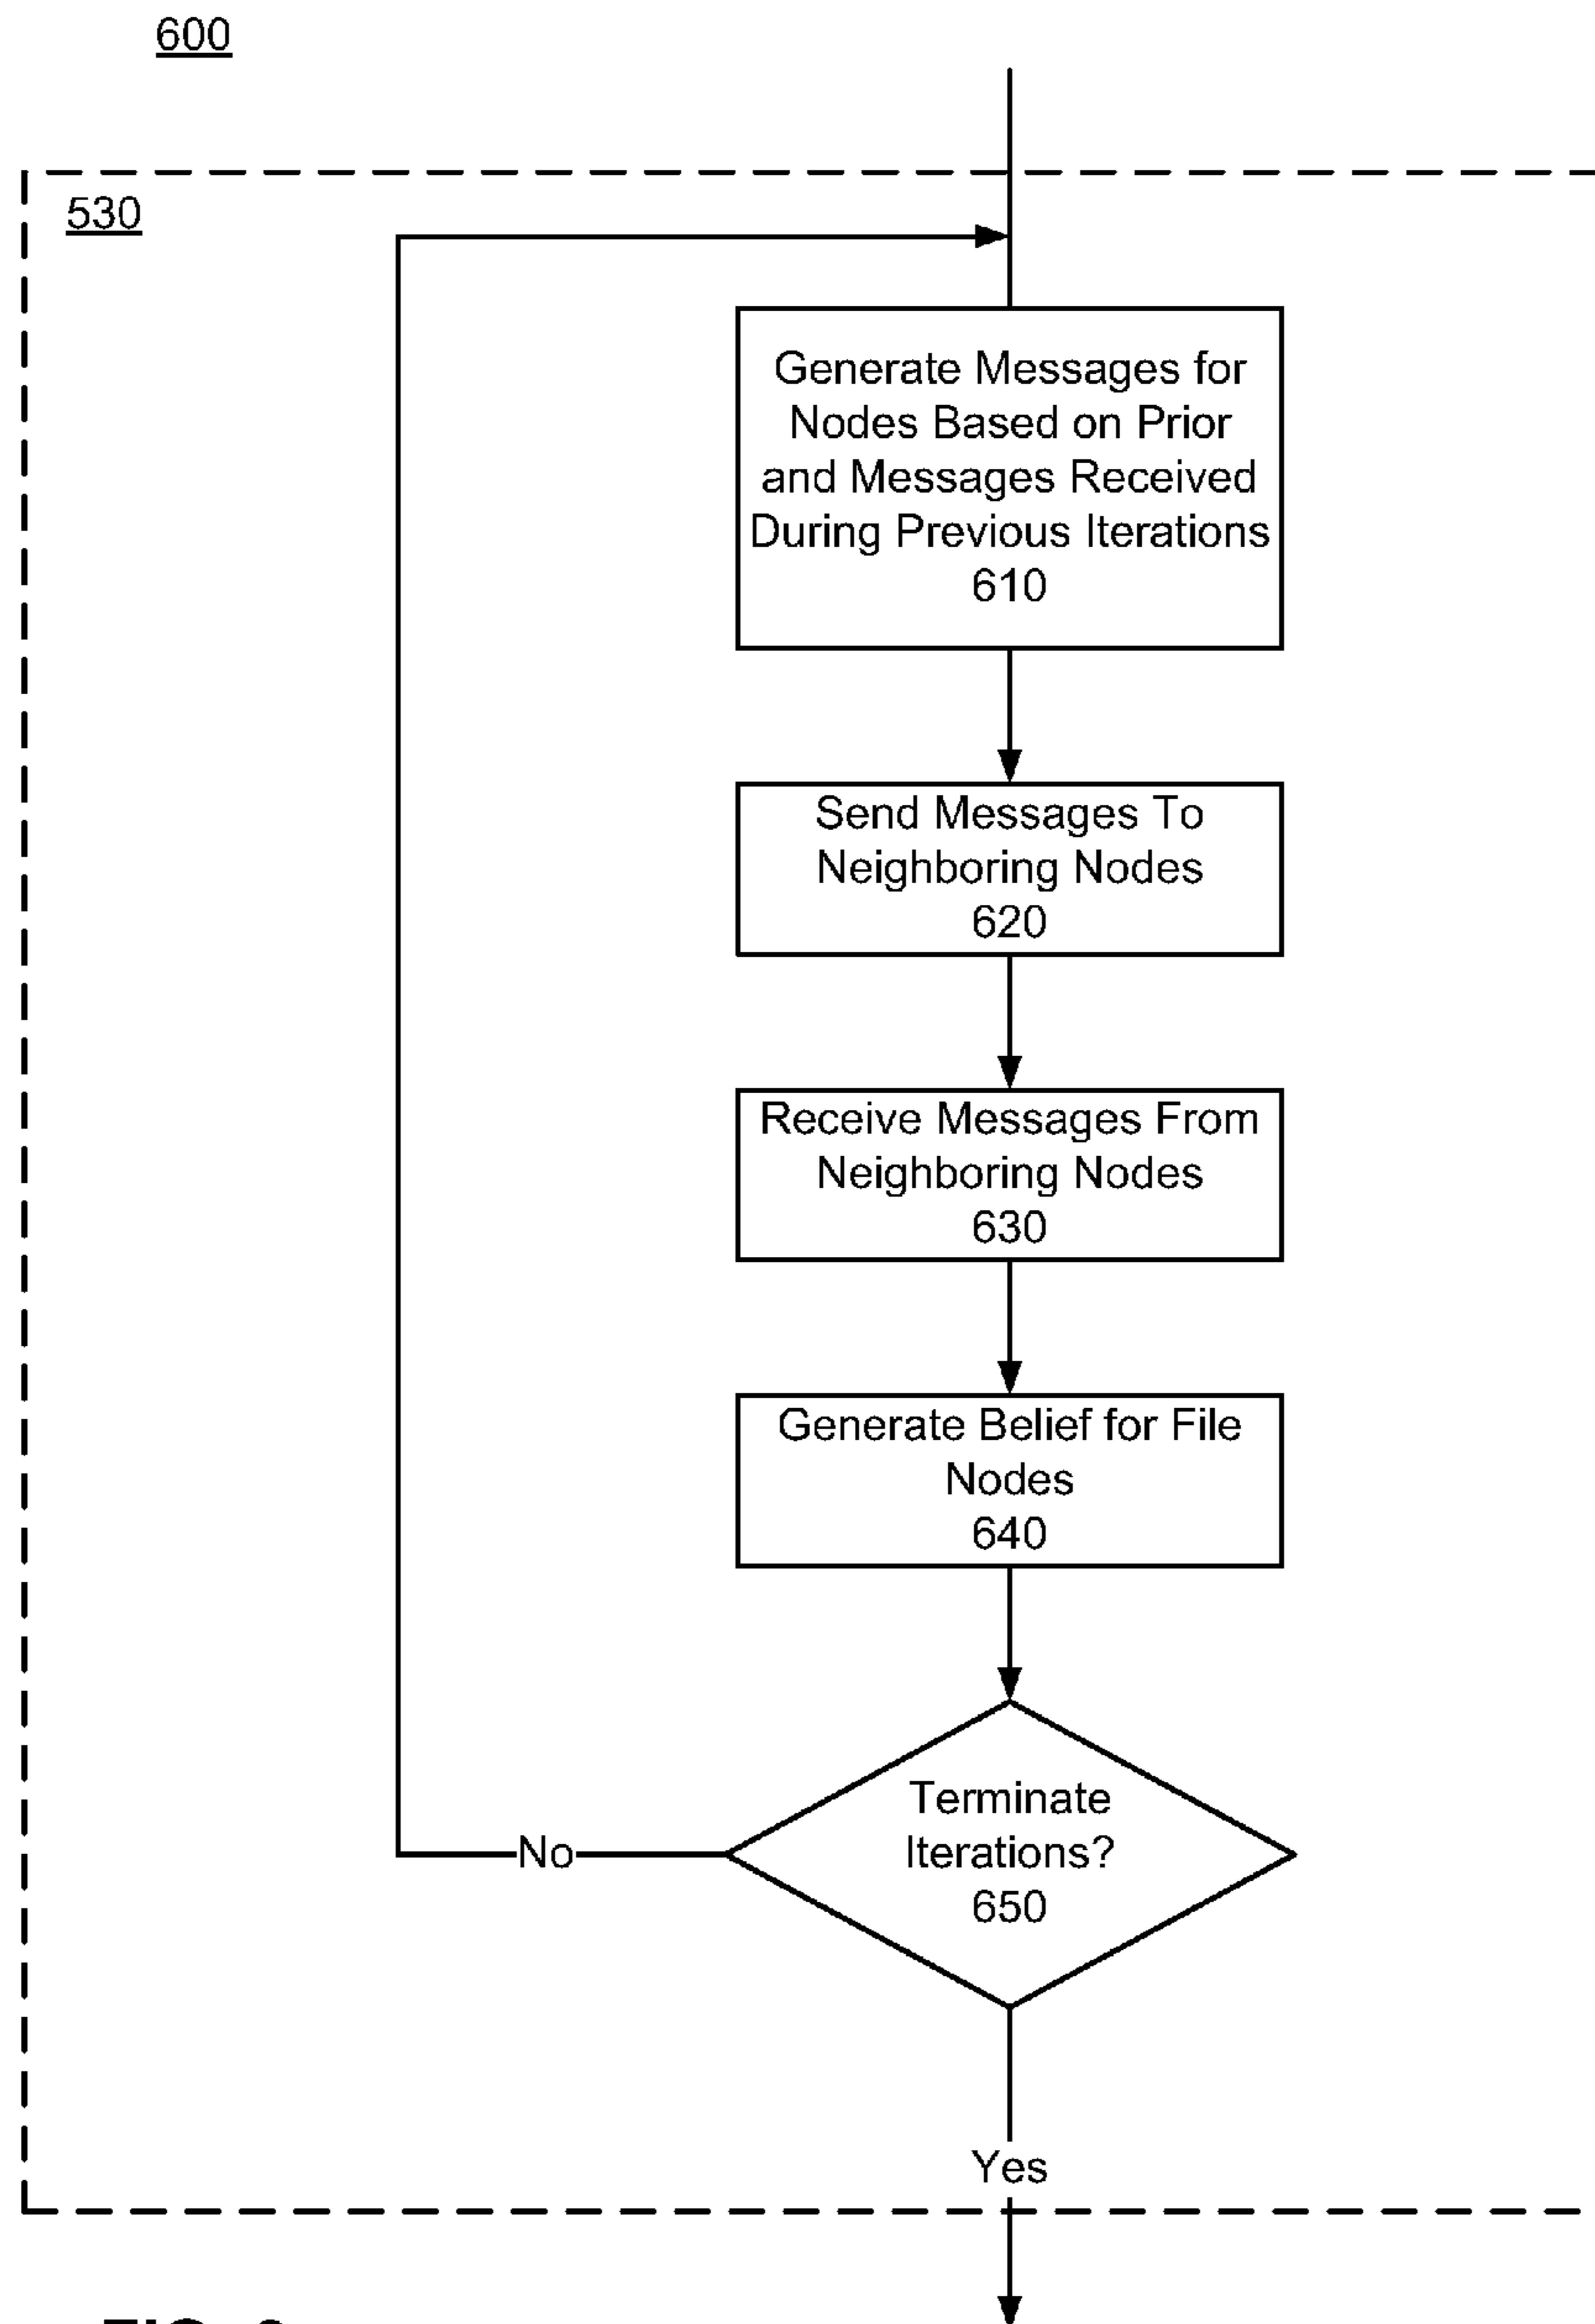 600
530
Generate Messages for
Nodes Based on Prior
and Messages Received
During Previous Iterations
610
Send Messages To
Neighboring Nodes
620
Receive Messages From
Neighboring Nodes
630
Generate Belief for File
Nodes
640
Terminate
Iterations?
650
No
Yes